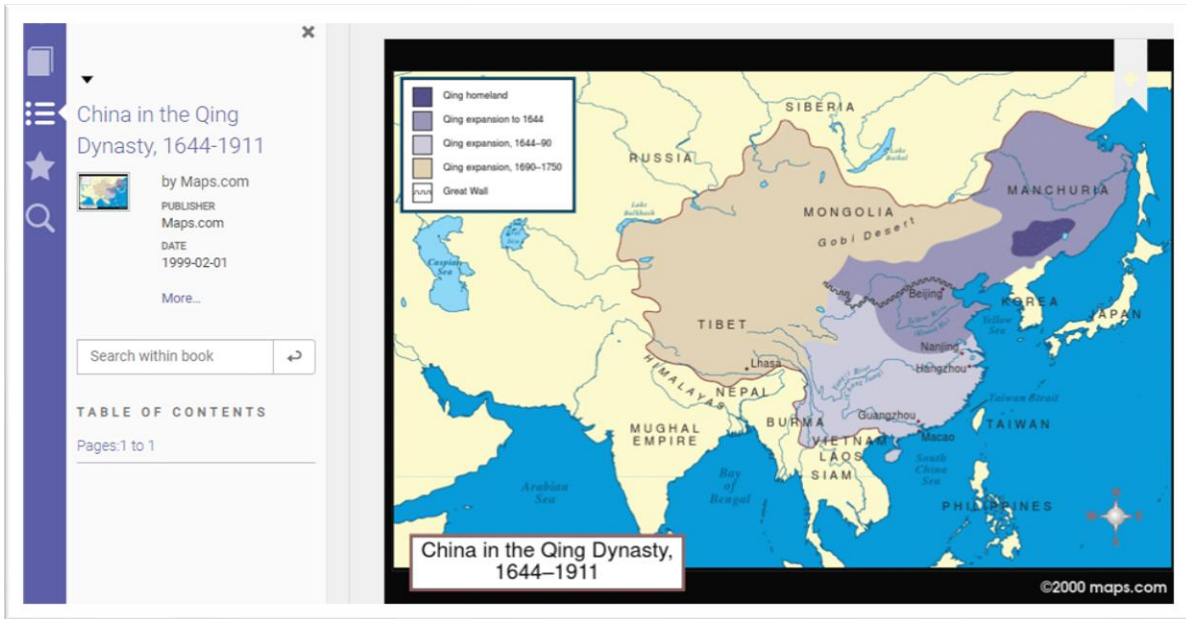 China in the Qing
Dynasty, 1644-1911
by Maps.com
PUBLISHER
Maps.com
DATE
1999-02-01
More...
Search within book
TABLE OF CONTENTS
Pages:1 to 1
Qing homeland
Qing expansion to 1644
Qing expansion, 1644–90
Qing expansion, 1690–1750
Great Wall
SIBERIA
RUSSIA
Lake
Baikal
MANCHURIA
Lake
Balkhash
MONGOLIA
Gobi Desert
Caspian
Sea
Beijing
KOREA
JAPAN
Yellow
Sea
Yellow River
TIBET
Nanjing
Hangzhou
Lhasa
HIMALAYAS
NEPAL
Taiwan Strait
Guangzhou
TAIWAN
MUGHAL
EMPIRE
BURMA
VIETNAM
Macao
LAOS
South
China
Sea
SIAM
Bay
of
Bengal
Arabian
Sea
PHILIPPINES
China in the Qing Dynasty,
1644–1911
©2000 maps.com